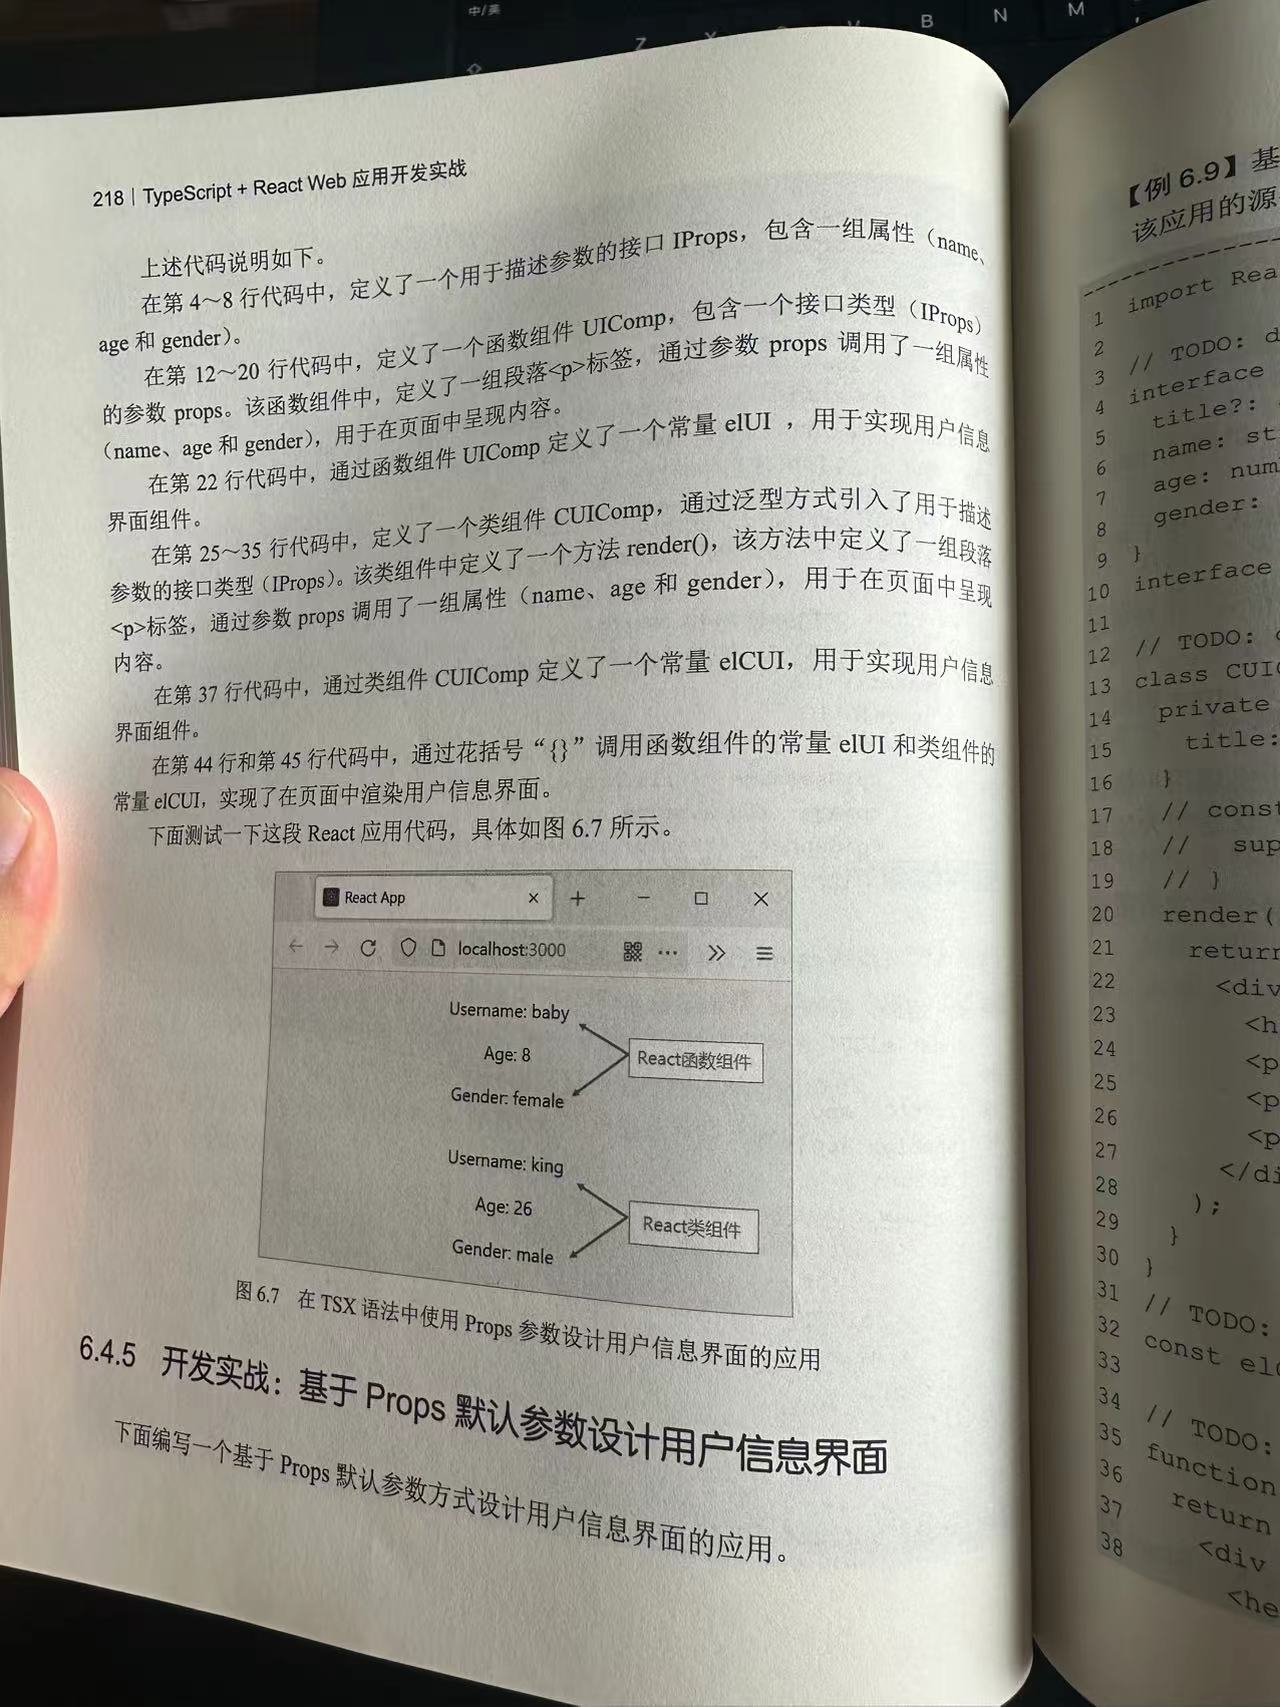 中/英
Z
X
V
B
N
M
218 | TypeScript + React Web 应用开发实战
上述代码说明如下。
在第 4～8 行代码中，定义了一个用于描述参数的接口 IProps，包含一组属性（name、
age 和 gender）。
在第 12～20 行代码中，定义了一个函数组件 UIComp，包含一个接口类型（IProps）
的参数 props。该函数组件中，定义了一组段落<p>标签，通过参数 props 调用了一组属性
（name、age 和 gender），用于在页面中呈现内容。
在第 22 行代码中，通过函数组件 UIComp 定义了一个常量 elUI ，用于实现用户信息
界面组件。
在第 25～35 行代码中，定义了一个类组件 CUIComp，通过泛型方式引入了用于描述
参数的接口类型（IProps）。该类组件中定义了一个方法 render()，该方法中定义了一组段落
<p>标签，通过参数 props 调用了一组属性（name、age 和 gender），用于在页面中呈现
内容。
在第 37 行代码中，通过类组件 CUIComp 定义了一个常量 elCUI，用于实现用户信息
界面组件。
在第 44 行和第 45 行代码中，通过花括号“{}”调用函数组件的常量 elUI 和类组件的
常量 elCUI，实现了在页面中渲染用户信息界面。
下面测试一下这段 React 应用代码，具体如图 6.7 所示。
React App
localhost:3000
Username: baby
Age: 8
Gender: female
React函数组件
Username: king
Age: 26
Gender: male
React类组件
图 6.7 在 TSX 语法中使用 Props 参数设计用户信息界面的应用
6.4.5 开发实战：基于 Props 默认参数设计用户信息界面
下面编写一个基于 Props 默认参数方式设计用户信息界面的应用。
【例 6.9】基
该应用的源
1 import Rea
2
3 // TODO: d
4 interface
5 title?:
6 name: st
7 age: num
8 gender:
9 }
10 interface
11
12 // TODO:
13 class CUIC
14 private
15 title:
16 }
17 // const
18 // sup
19 // }
20 render(
21 return
22 <div
23 <h
24 <p
25 <p
26 <p
27 </di
28 );
29 }
30 }
31 // TODO:
32 const elC
33
34 // TODO:
35 function
36 return
37 <div
38 <he